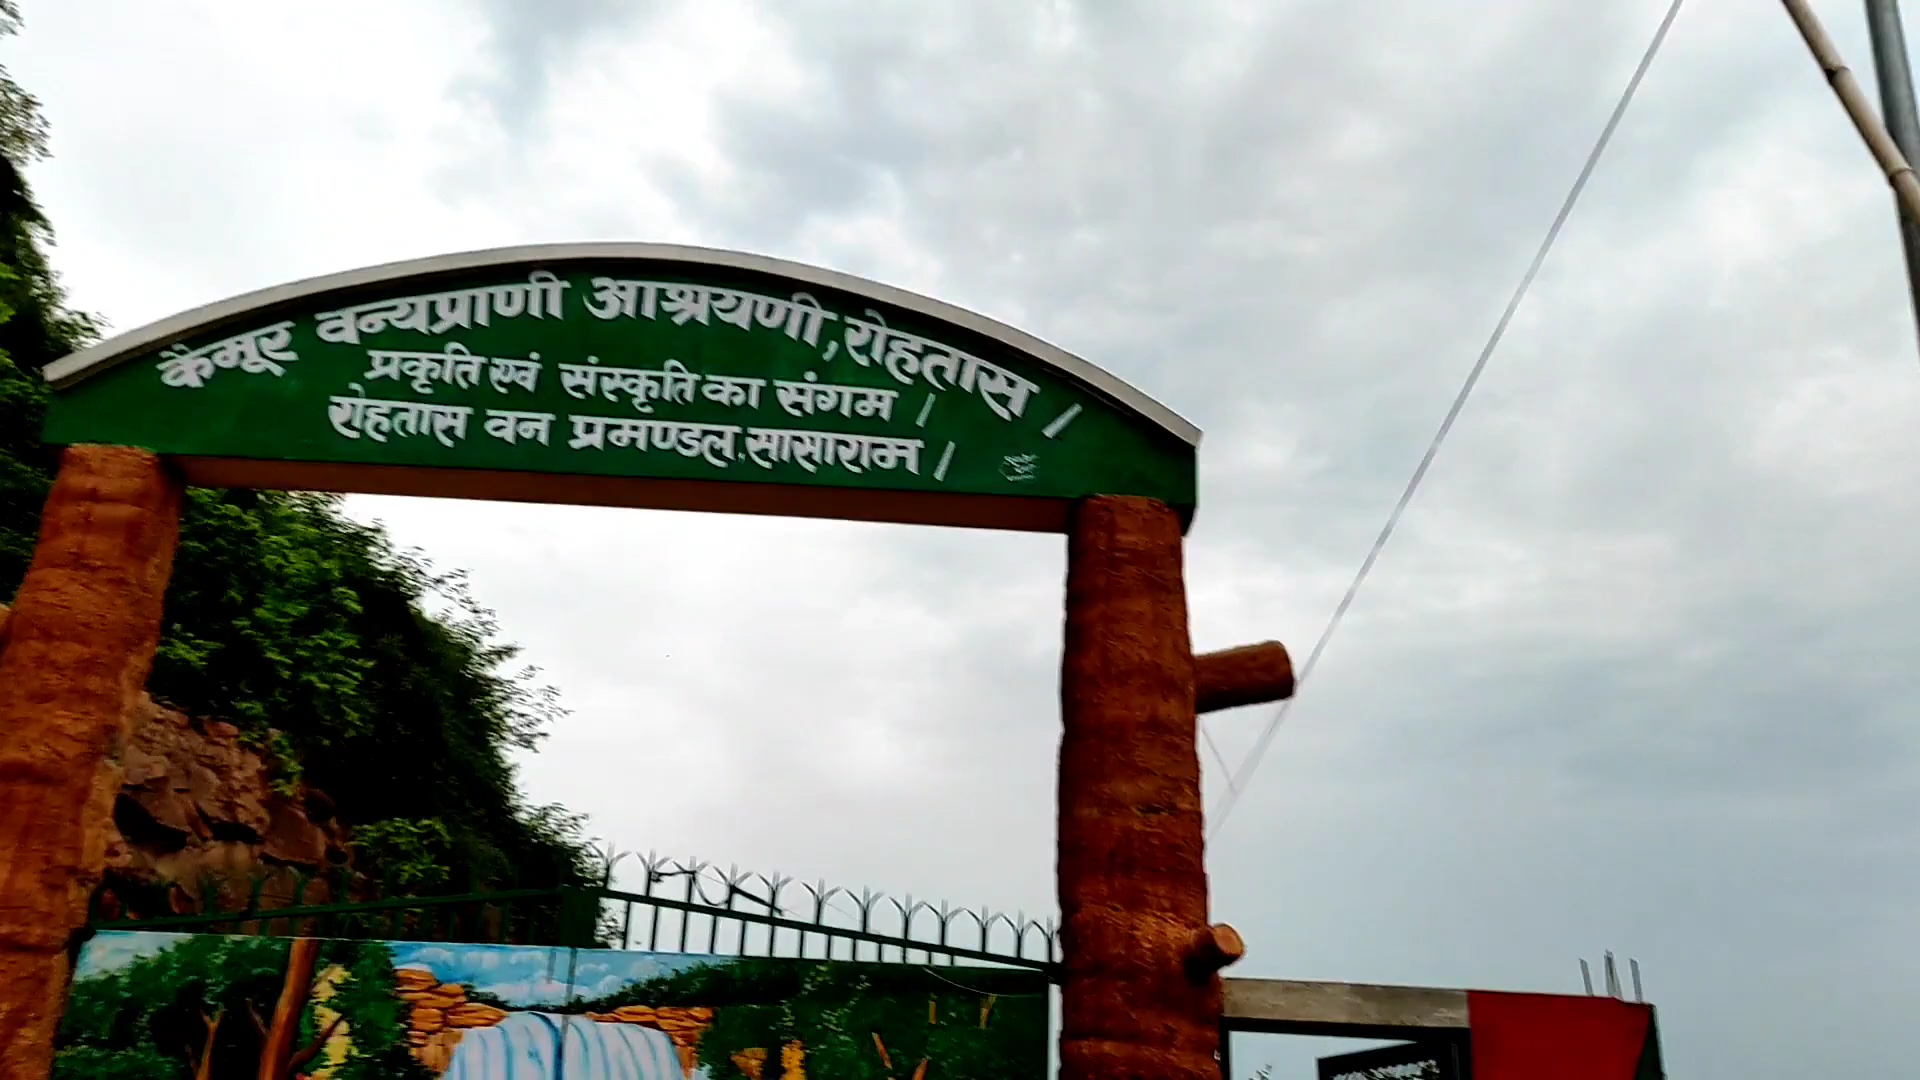 कैमूर वन्यप्राणी आश्रयणी, रोहतास /
प्रकृति एवं संस्कृति का संगम /
रोहतास वन प्रमण्डल, सासाराम /